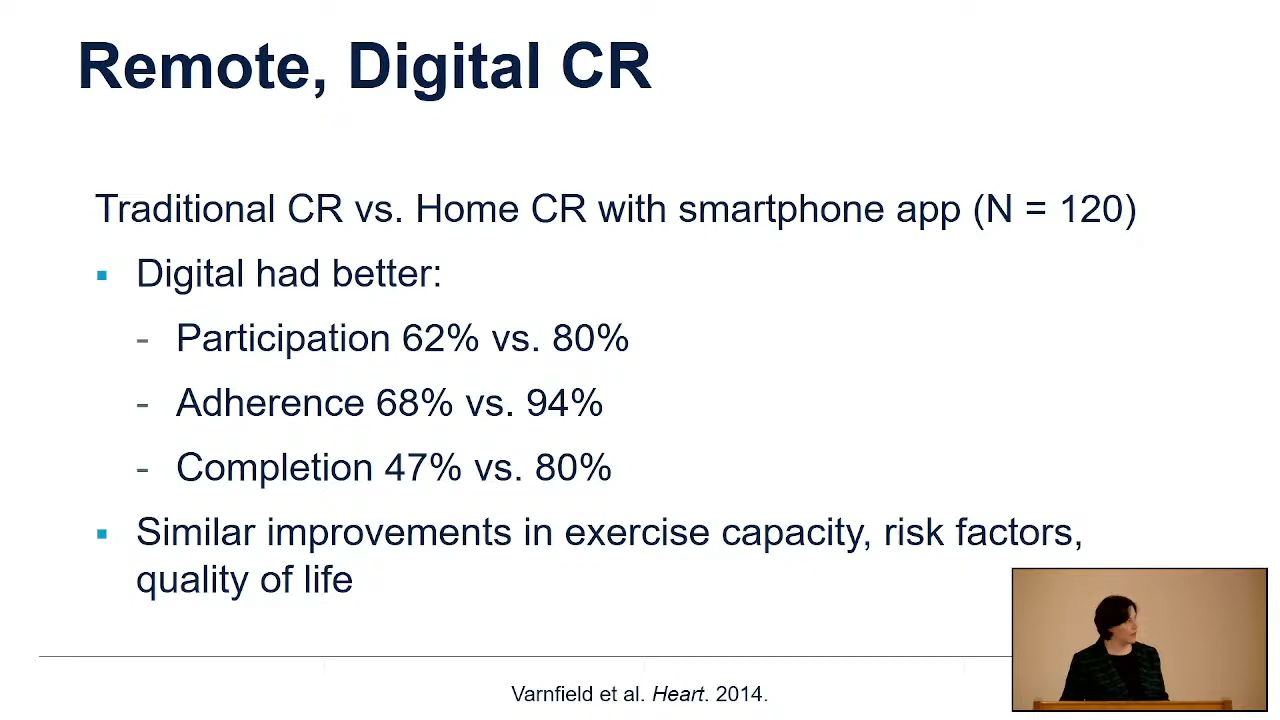 Remote, Digital CR
Traditional CR vs. Home CR with smartphone app (N = 120)
▪ Digital had better:
- Participation 62% vs. 80%
- Adherence 68% vs. 94%
- Completion 47% vs. 80%
▪ Similar improvements in exercise capacity, risk factors,
quality of life
Varnfield et al. Heart. 2014.